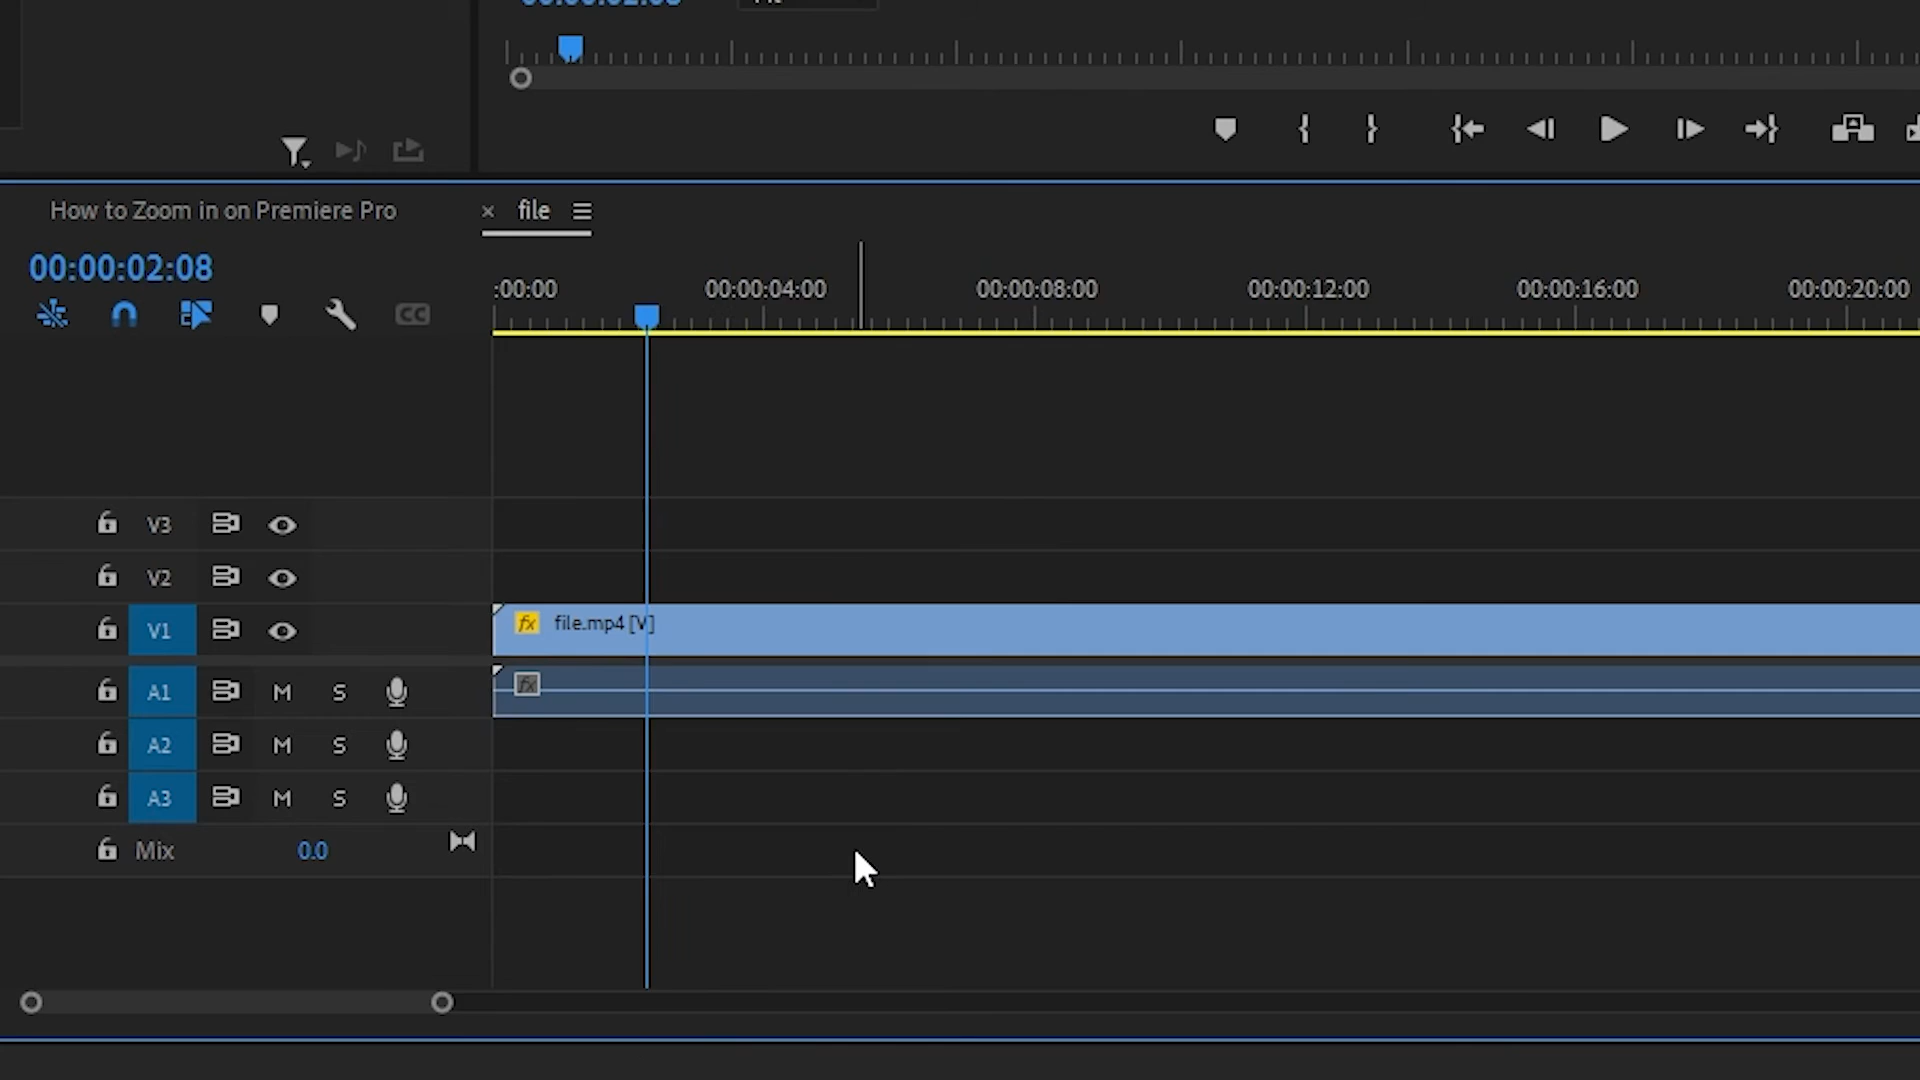 How to Zoom in on Premiere Pro × file
00:00:02:08
:00:00 00:00:04:00 00:00:08:00 00:00:12:00 00:00:16:00 00:00:20:00
CC
V3
V2
V1 fx file.mp4 [V]
A1 M S fx
A2 M S
A3 M S
Mix 0.0